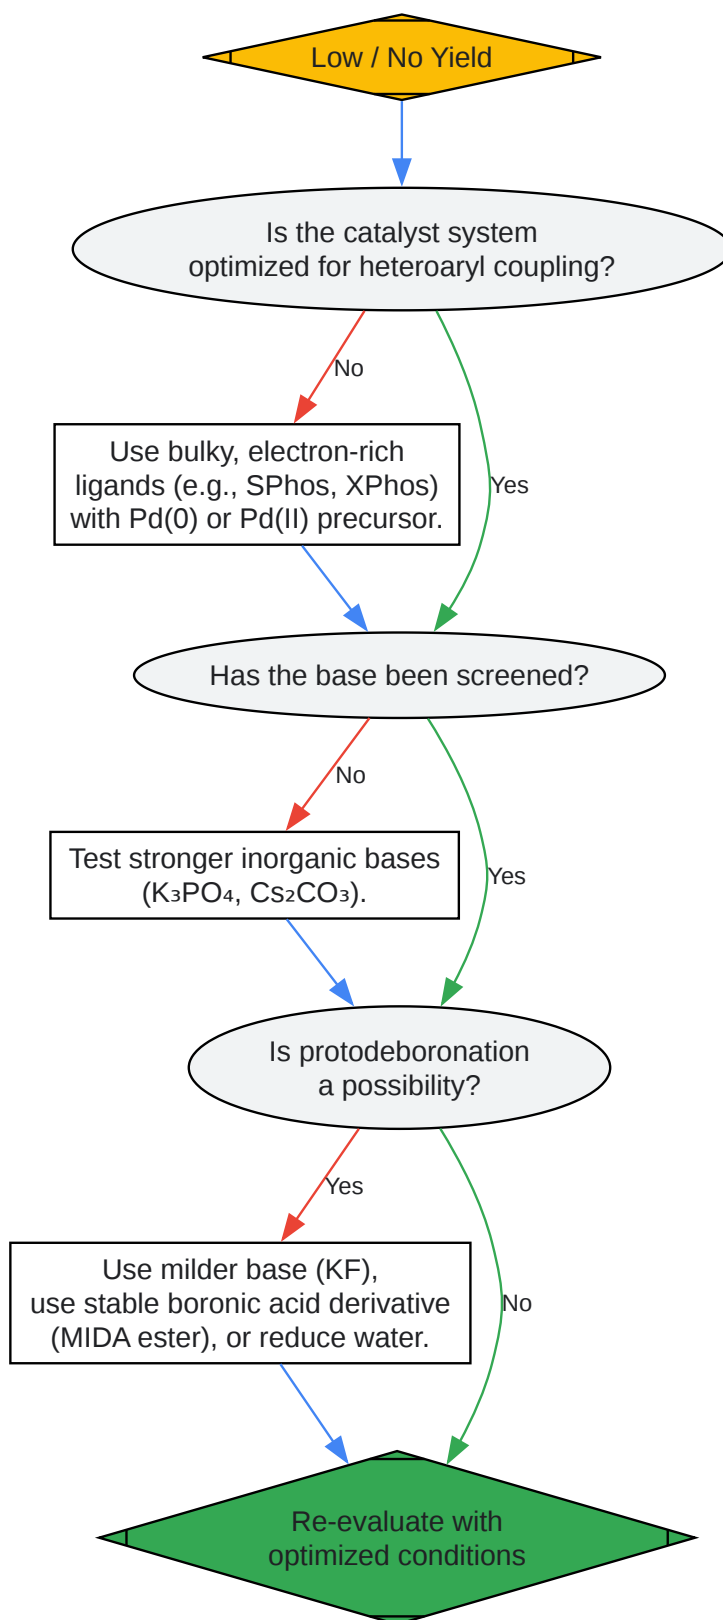 Low / No Yield
Is the catalyst system
optimized for heteroaryl coupling?
No
Use bulky, electron-rich
ligands (e.g., SPhos, XPhos)
with Pd(0) or Pd(II) precursor.
Yes
Has the base been screened?
No
Test stronger inorganic bases
(K₃PO₄, Cs₂CO₃).
Yes
Is protodeboronation
a possibility?
Yes
Use milder base (KF),
use stable boronic acid derivative
(MIDA ester), or reduce water.
No
Re-evaluate with
optimized conditions